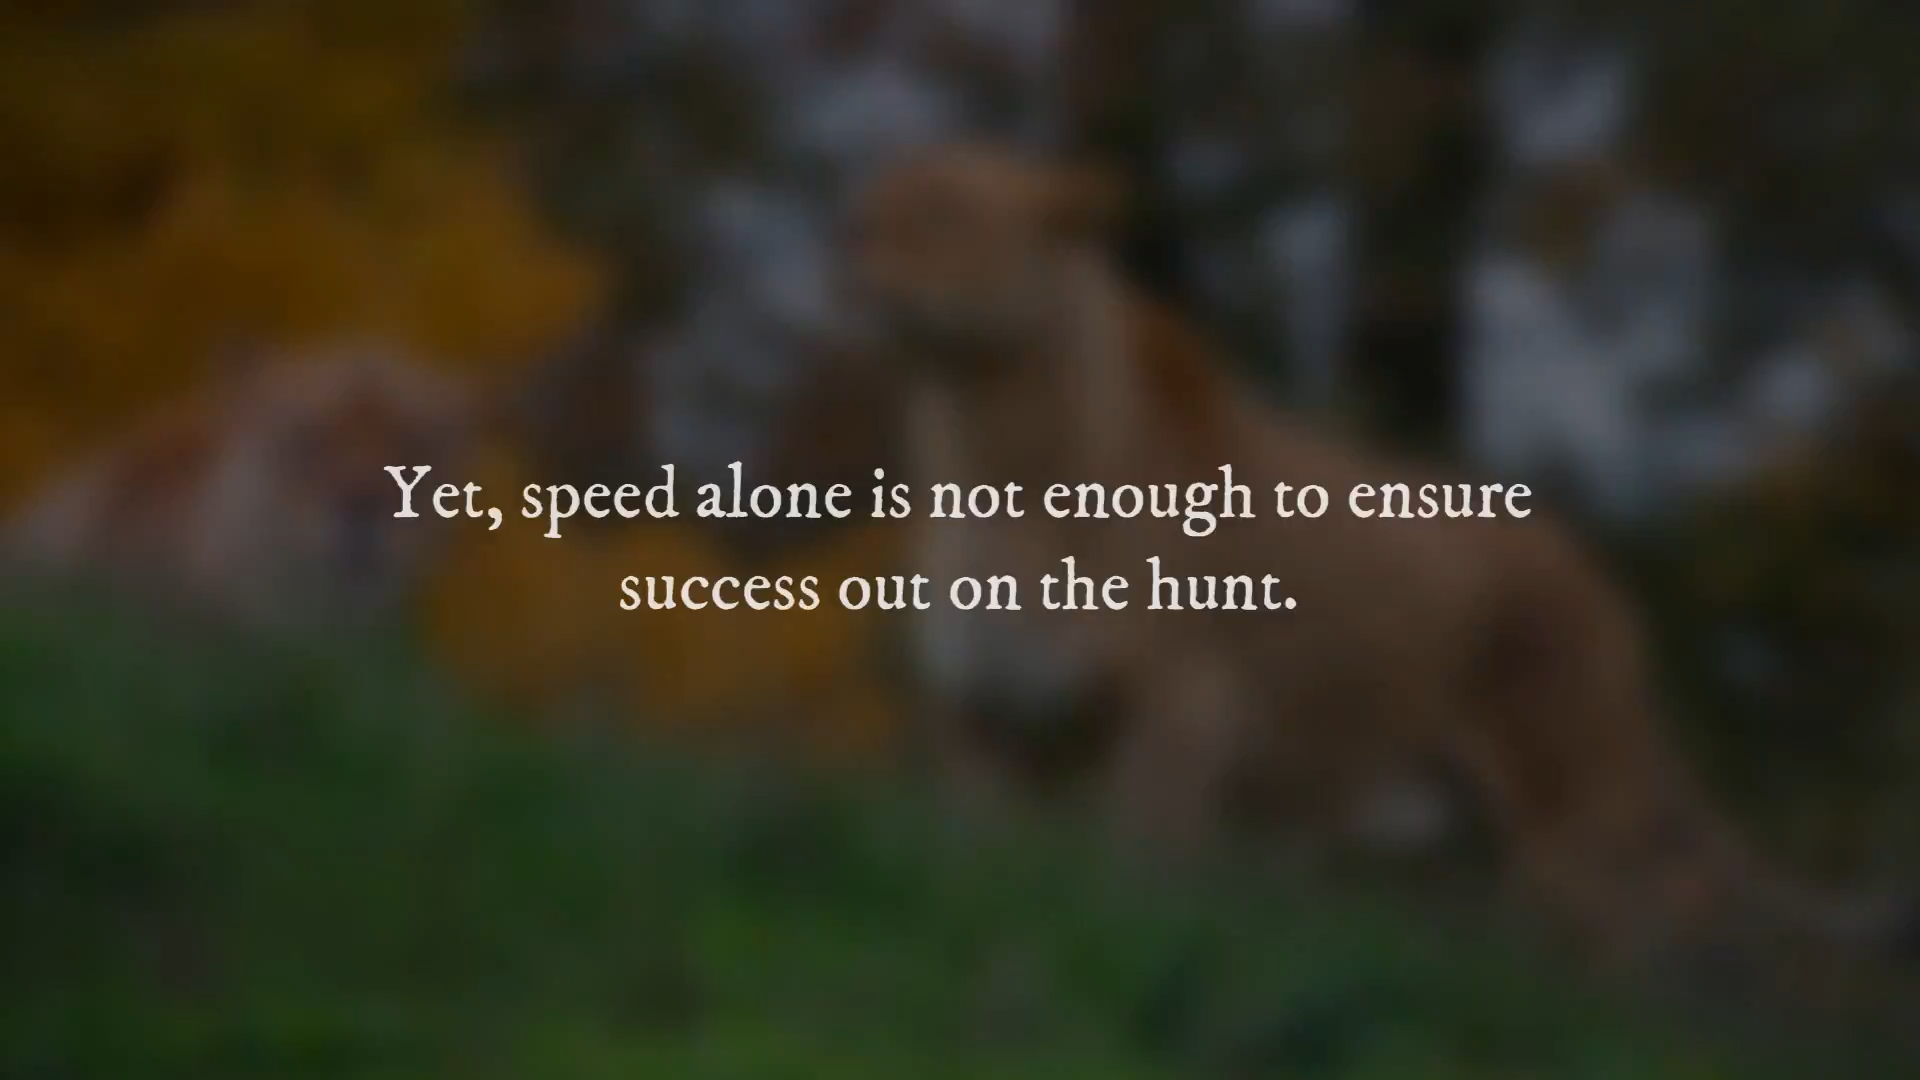 Yet, speed alone is not enough to ensure
success out on the hunt.